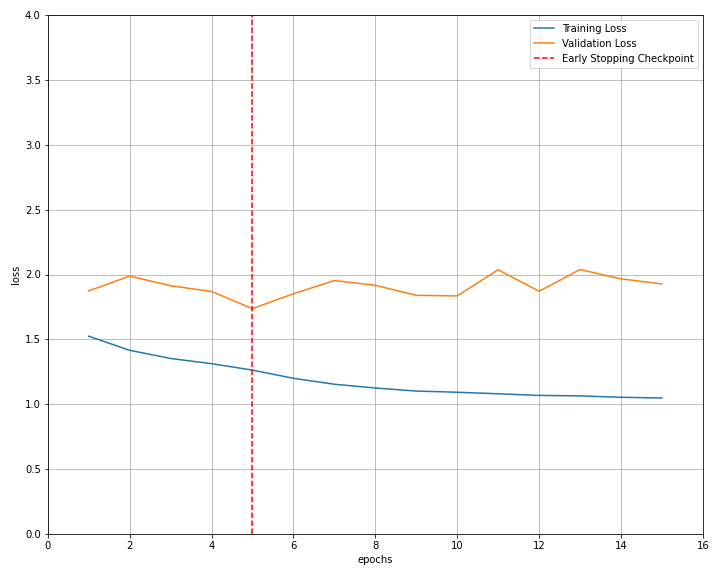 4.0
3.5
3.0
2.5
2.0
1.5
1.0
0.5
0.0
loss
Training Loss
Validation Loss
Early Stopping Checkpoint
0 2 4 6 8 10 12 14 16
epochs